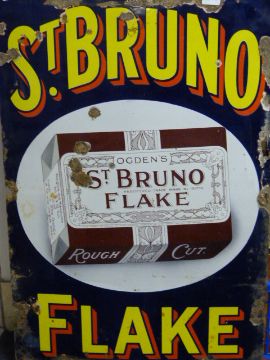 ST. BRUNO
OGDEN'S
ST BRUNO
FLAKE
ROUGH CUT.
FLAKE